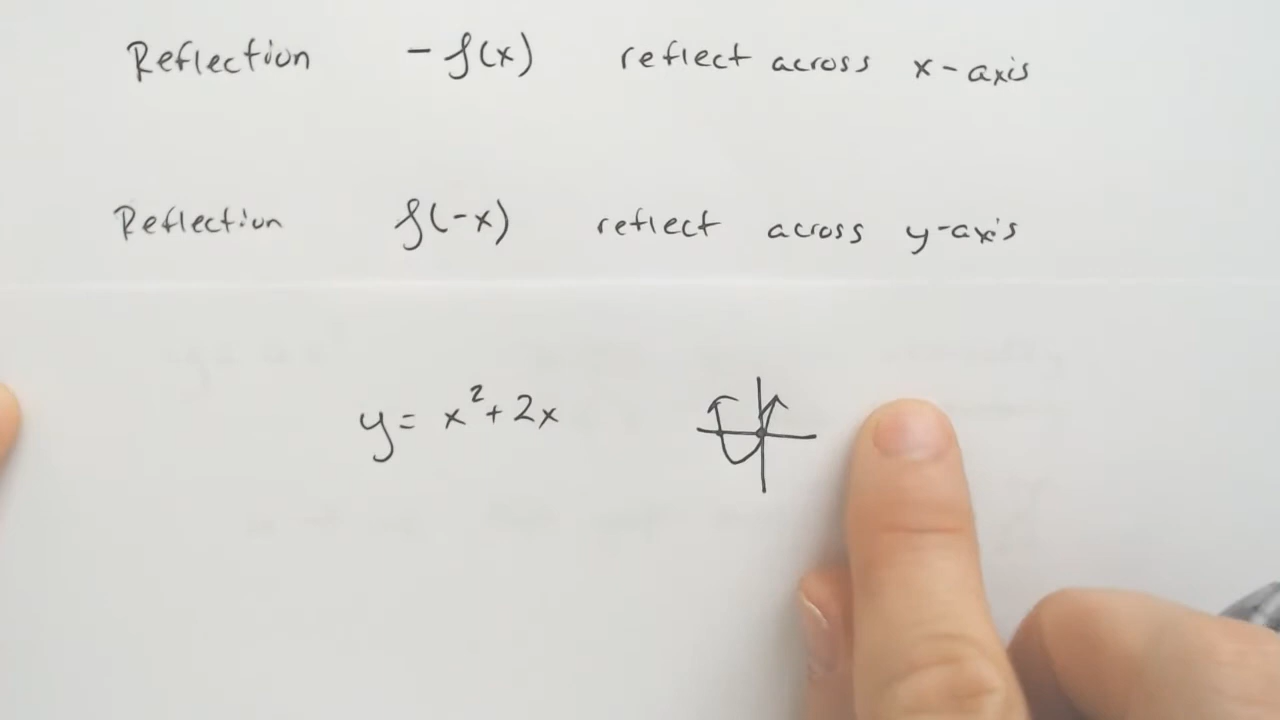 Reflection -f(x) reflect across x-axis
Reflection f(-x) reflect across y-axis
y = x²+2x